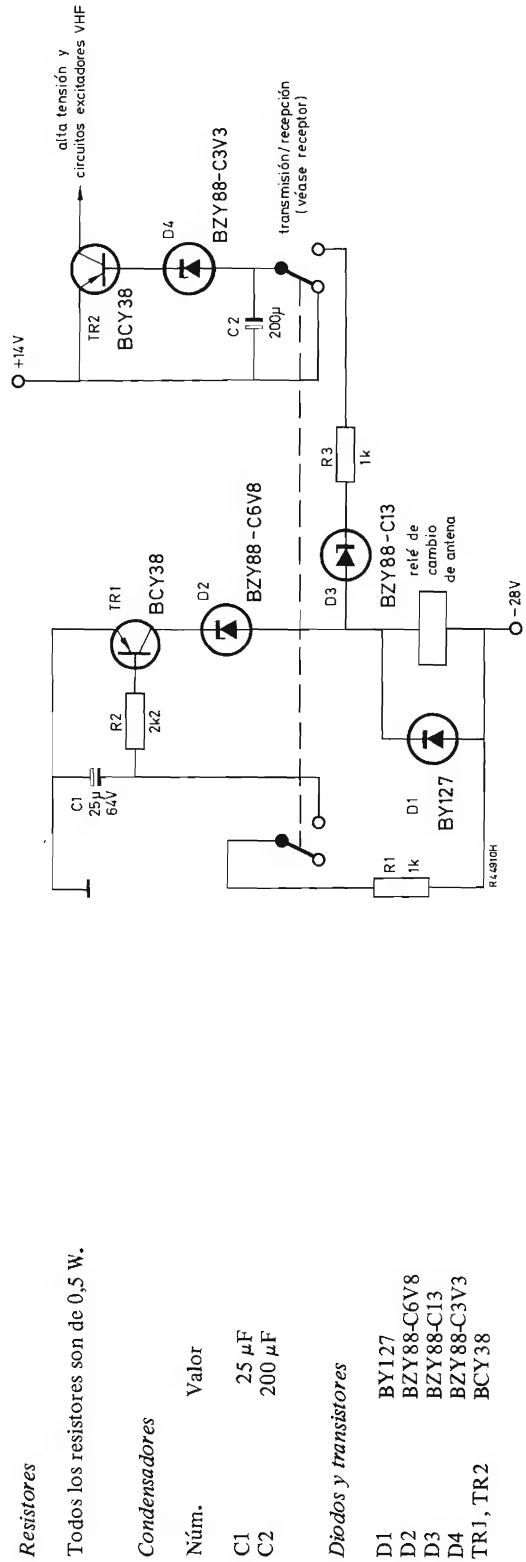 Resistores
Todos los resistores son de 0,5 W.
Condensadores
Núm. Valor
C1 25 μF
C2 200 μF
Diodos y transistores
D1 BY127
D2 BZY88-C6V8
D3 BZY88-C13
D4 BZY88-C3V3
TR1, TR2 BCY38
+14V
alta tensión y
circuitos excitadores VHF
TR2
BCY38
D4
BZY88-C3V3
C2
200μ
transmisión/recepción
(véase receptor)
C1
25μ
64V
R2
2k2
TR1
BCY38
D2
BZY88-C6V8
R3
1k
D3
BZY88-C13
relé de
cambio
de antena
D1
BY127
R1
1k
-28V
R44910H